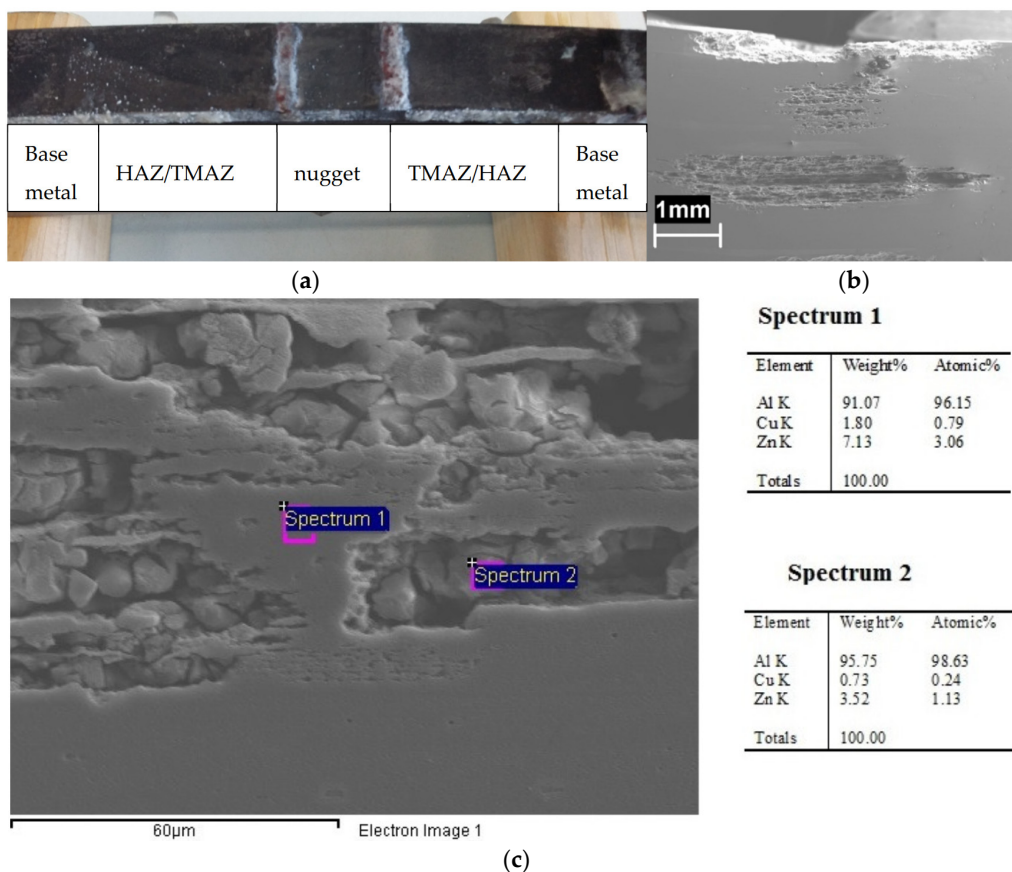 Base metal
HAZ/TMAZ
nugget
TMAZ/HAZ
Base metal
1mm
(a)
(b)
Spectrum 1
Spectrum 2
60µm
Electron Image 1
Spectrum 1
Element Weight% Atomic%
Al K 91.07 96.15
Cu K 1.80 0.79
Zn K 7.13 3.06
Totals 100.00
Spectrum 2
Element Weight% Atomic%
Al K 95.75 98.63
Cu K 0.73 0.24
Zn K 3.52 1.13
Totals 100.00
(c)